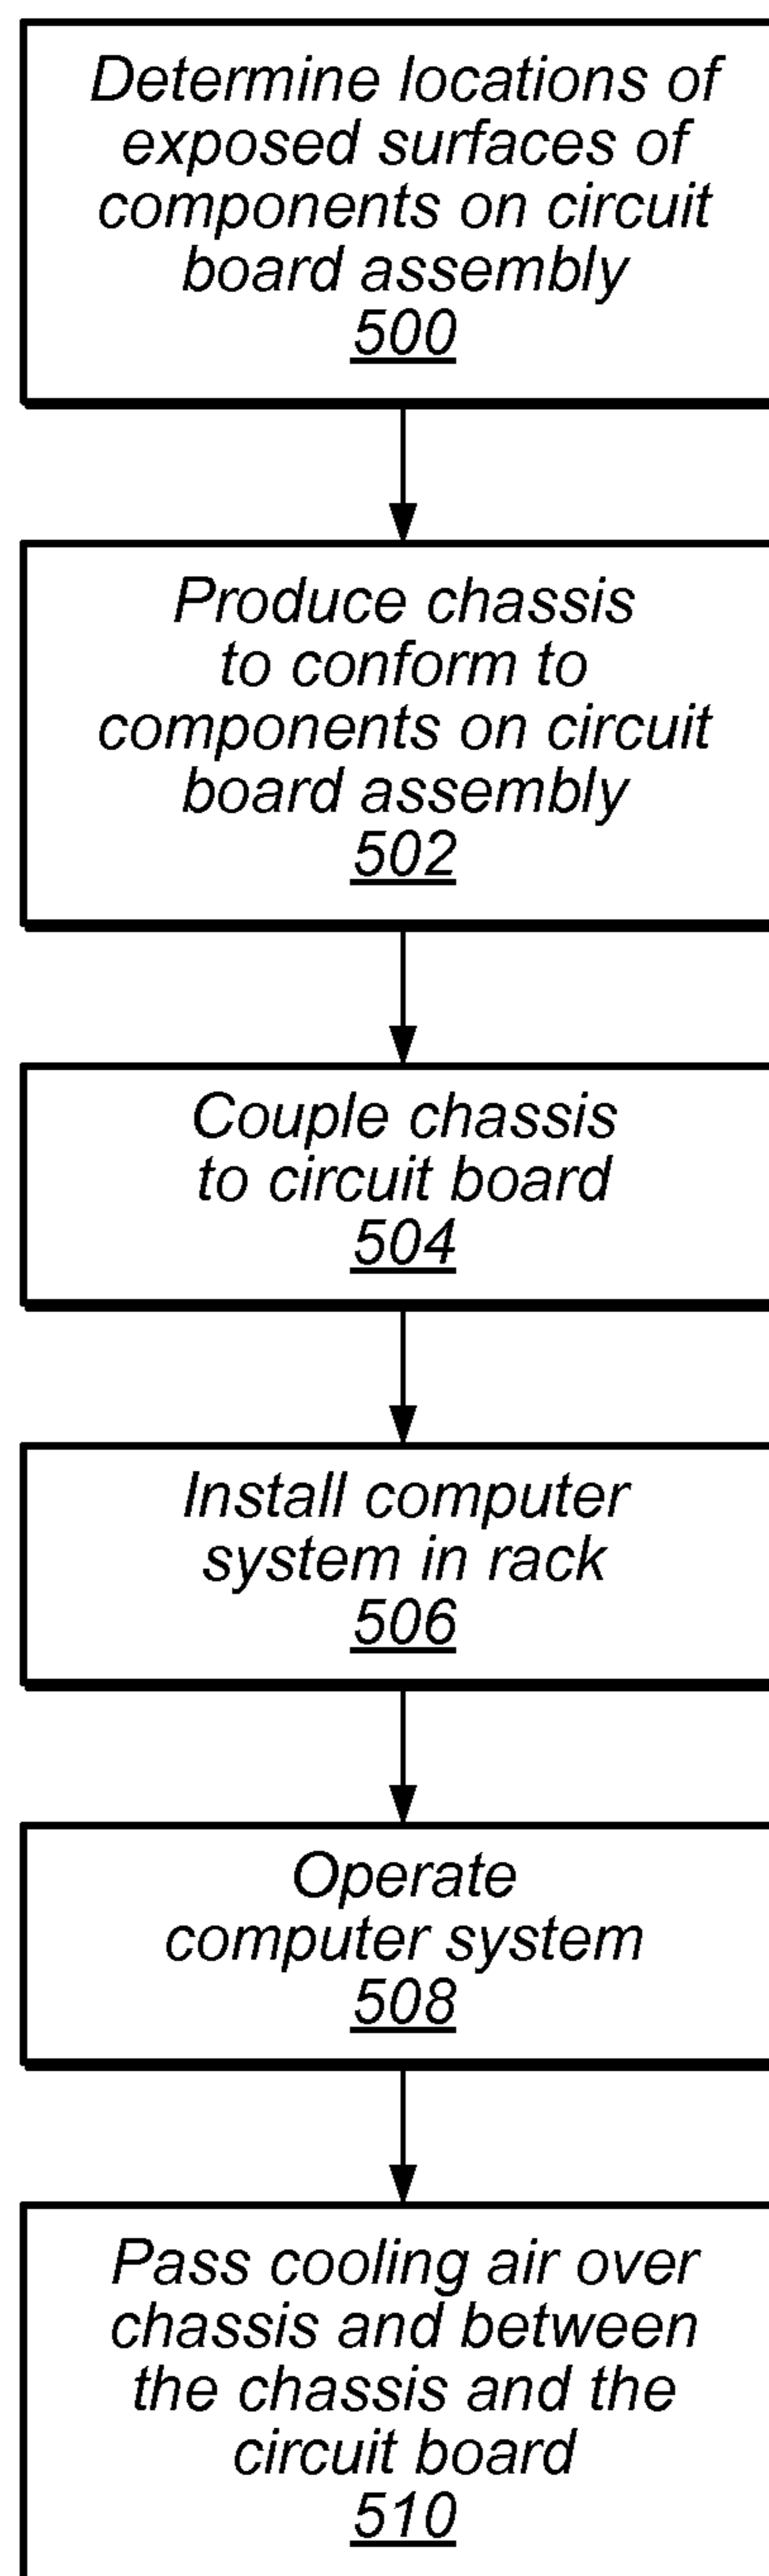 Determine locations of
exposed surfaces of
components on circuit
board assembly
500
Produce chassis
to conform to
components on circuit
board assembly
502
Couple chassis
to circuit board
504
Install computer
system in rack
506
Operate
computer system
508
Pass cooling air over
chassis and between
the chassis and the
circuit board
510